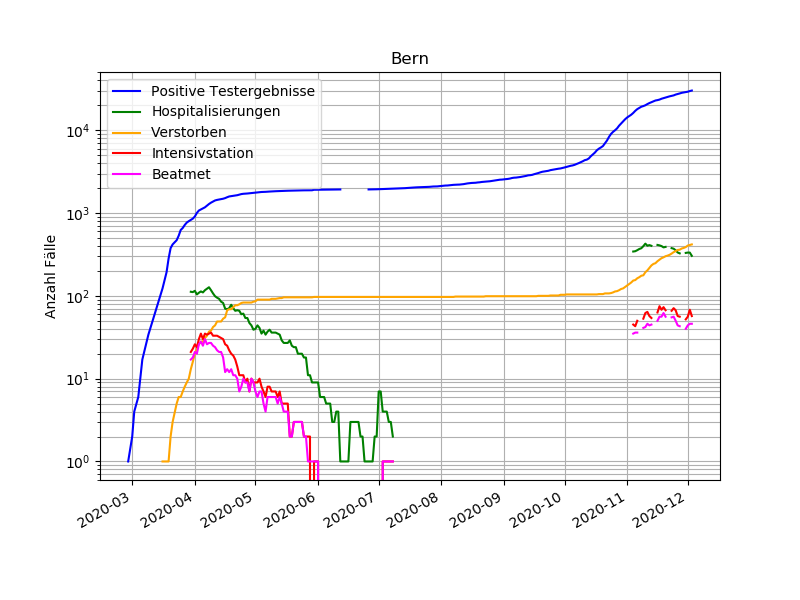 Bern
Positive Testergebnisse
Hospitalisierungen
Verstorben
Intensivstation
Beatmet
Anzahl Fälle
10^4
10^3
10^2
10^1
10^0
2020-03
2020-04
2020-05
2020-06
2020-07
2020-08
2020-09
2020-10
2020-11
2020-12